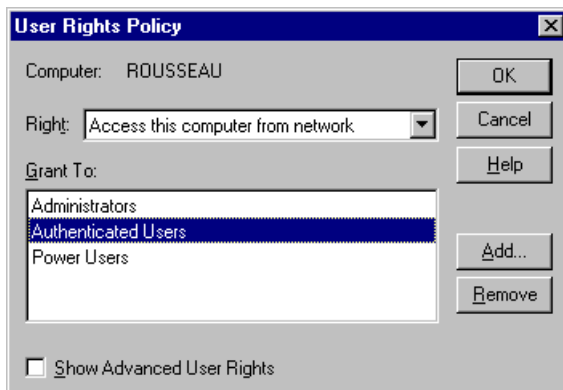 User Rights Policy
Computer: ROUSSEAU
OK
Right: Access this computer from network
Cancel
Grant To:
Help
Administrators
Authenticated Users
Power Users
Add...
Remove
Show Advanced User Rights